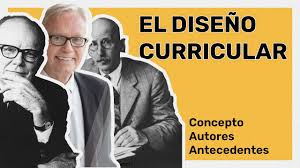 EL DISEÑO
CURRICULAR
Concepto
Autores
Antecedentes